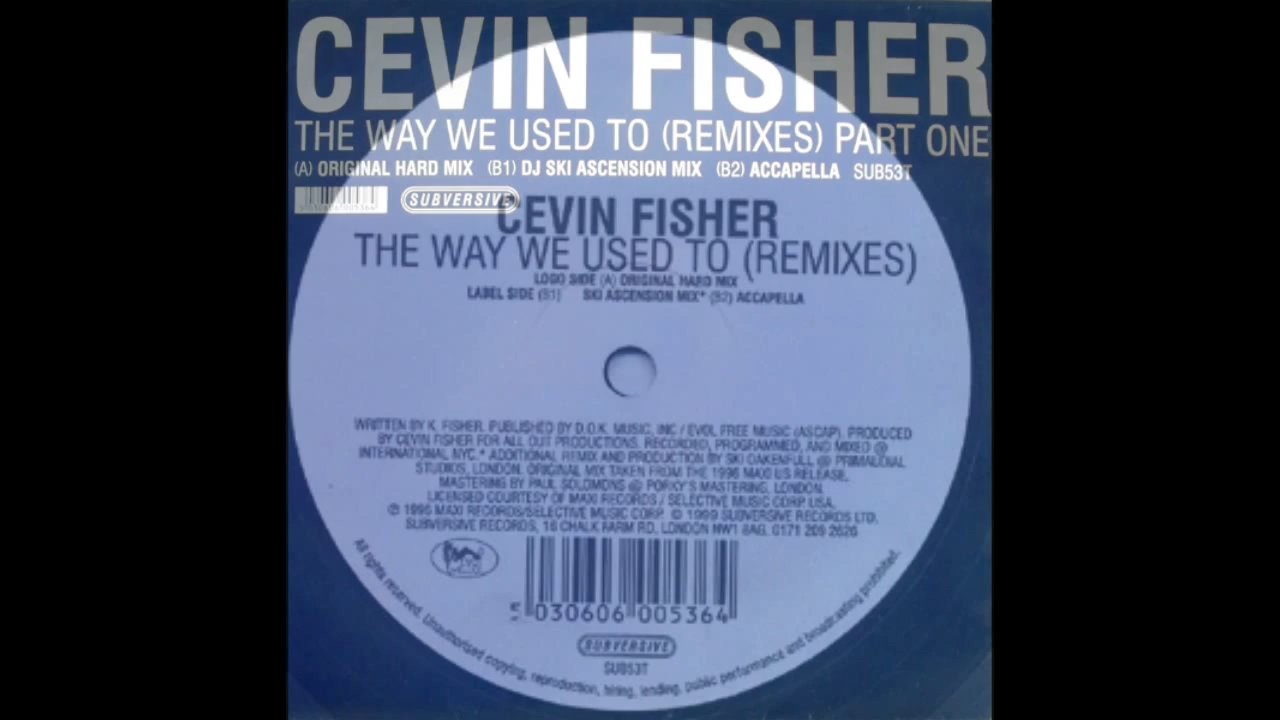 CEVIN FISHER
THE WAY WE USED TO (REMIXES) PART ONE
(A) ORIGINAL HARD MIX (B1) DJ SKI ASCENSION MIX (B2) ACCAPELLA SUB53T
5 030606 005364
SUBVERSIVE
CEVIN FISHER
THE WAY WE USED TO (REMIXES)
LOGO SIDE (A) ORIGINAL HARD MIX
LABEL SIDE (B1) SKI ASCENSION MIX* (B2) ACCAPELLA
WRITTEN BY K. FISHER. PUBLISHED BY D.O.K. MUSIC, INC / EVOL FREE MUSIC (ASCAP). PRODUCED
BY CEVIN FISHER FOR ALL OUT PRODUCTIONS. RECORDED, PROGRAMMED, AND MIXED @
INTERNATIONAL NYC.* ADDITIONAL REMIX AND PRODUCTION BY SKI OAKENFULL @ PRIMAUDIAL
STUDIOS, LONDON. ORIGINAL MIX TAKEN FROM THE 1996 MAXI US RELEASE.
MASTERING BY PAUL SOLOMONS @ PORKY'S MASTERING, LONDON.
LICENSED COURTESY OF MAXI RECORDS / SELECTIVE MUSIC CORP USA.
℗ 1996 MAXI RECORDS/SELECTIVE MUSIC CORP. © 1999 SUBVERSIVE RECORDS LTD.
SUBVERSIVE RECORDS, 18 CHALK FARM RD, LONDON NW1 8AG. 0171 209 2626
5 030606 005364
SUBVERSIVE
SUB53T
All rights reserved. Unauthorised copying, reproduction, hiring, lending, public performance and broadcasting prohibited.